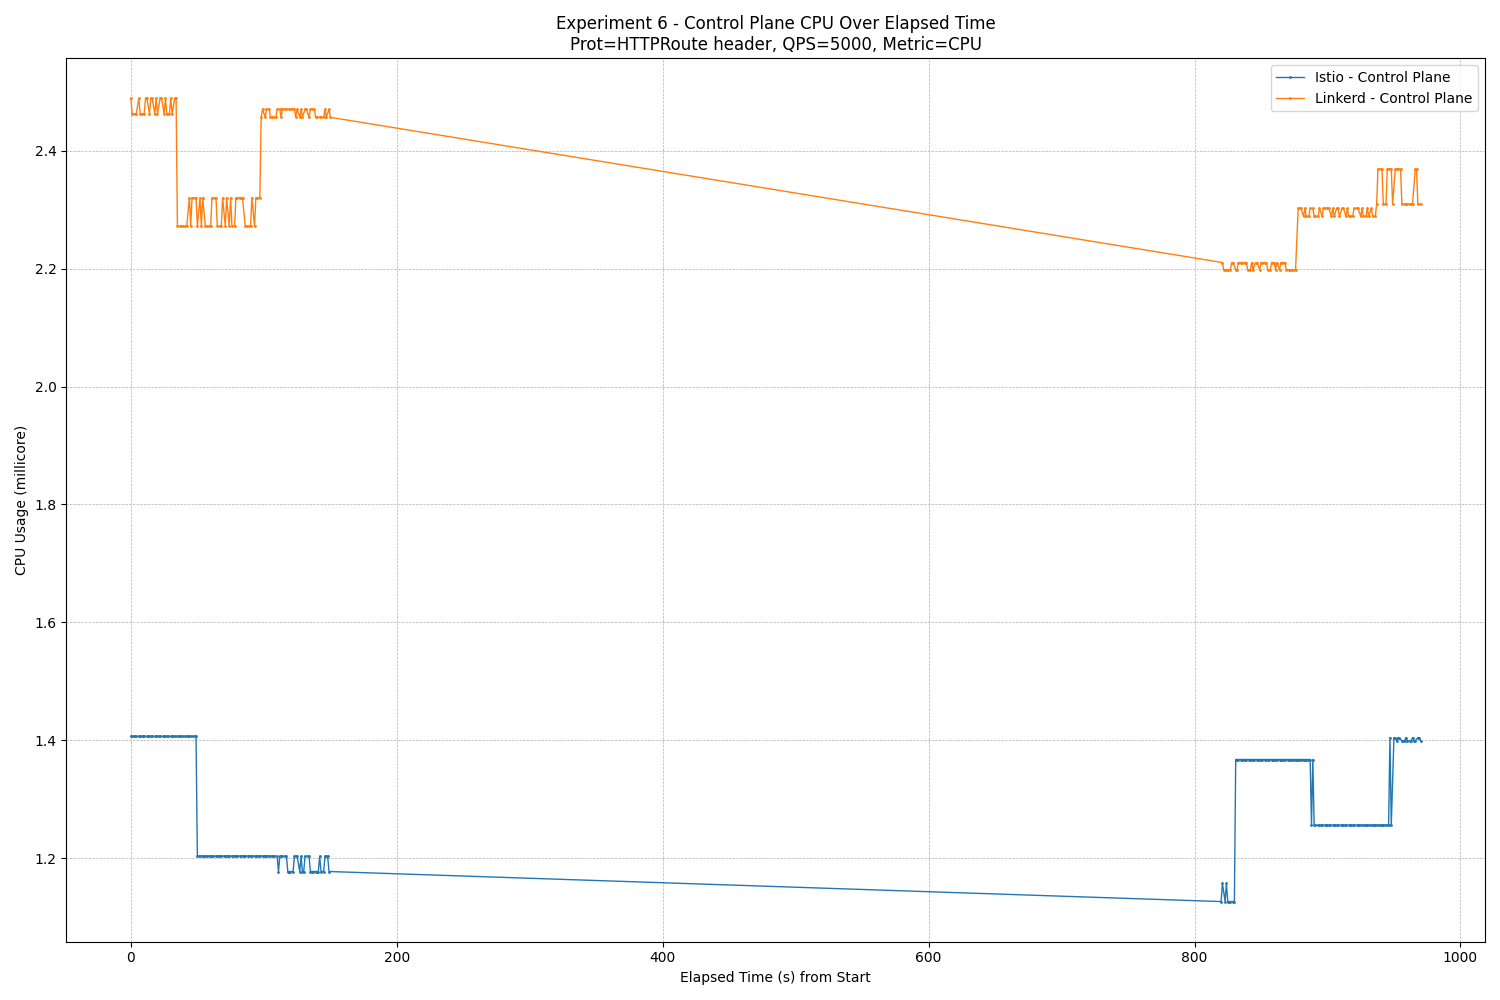 Experiment 6 - Control Plane CPU Over Elapsed Time
Prot=HTTPRoute header, QPS=5000, Metric=CPU
Istio - Control Plane
Linkerd - Control Plane
CPU Usage (millicore)
2.4
2.2
2.0
1.8
1.6
1.4
1.2
0
200
400
600
800
1000
Elapsed Time (s) from Start